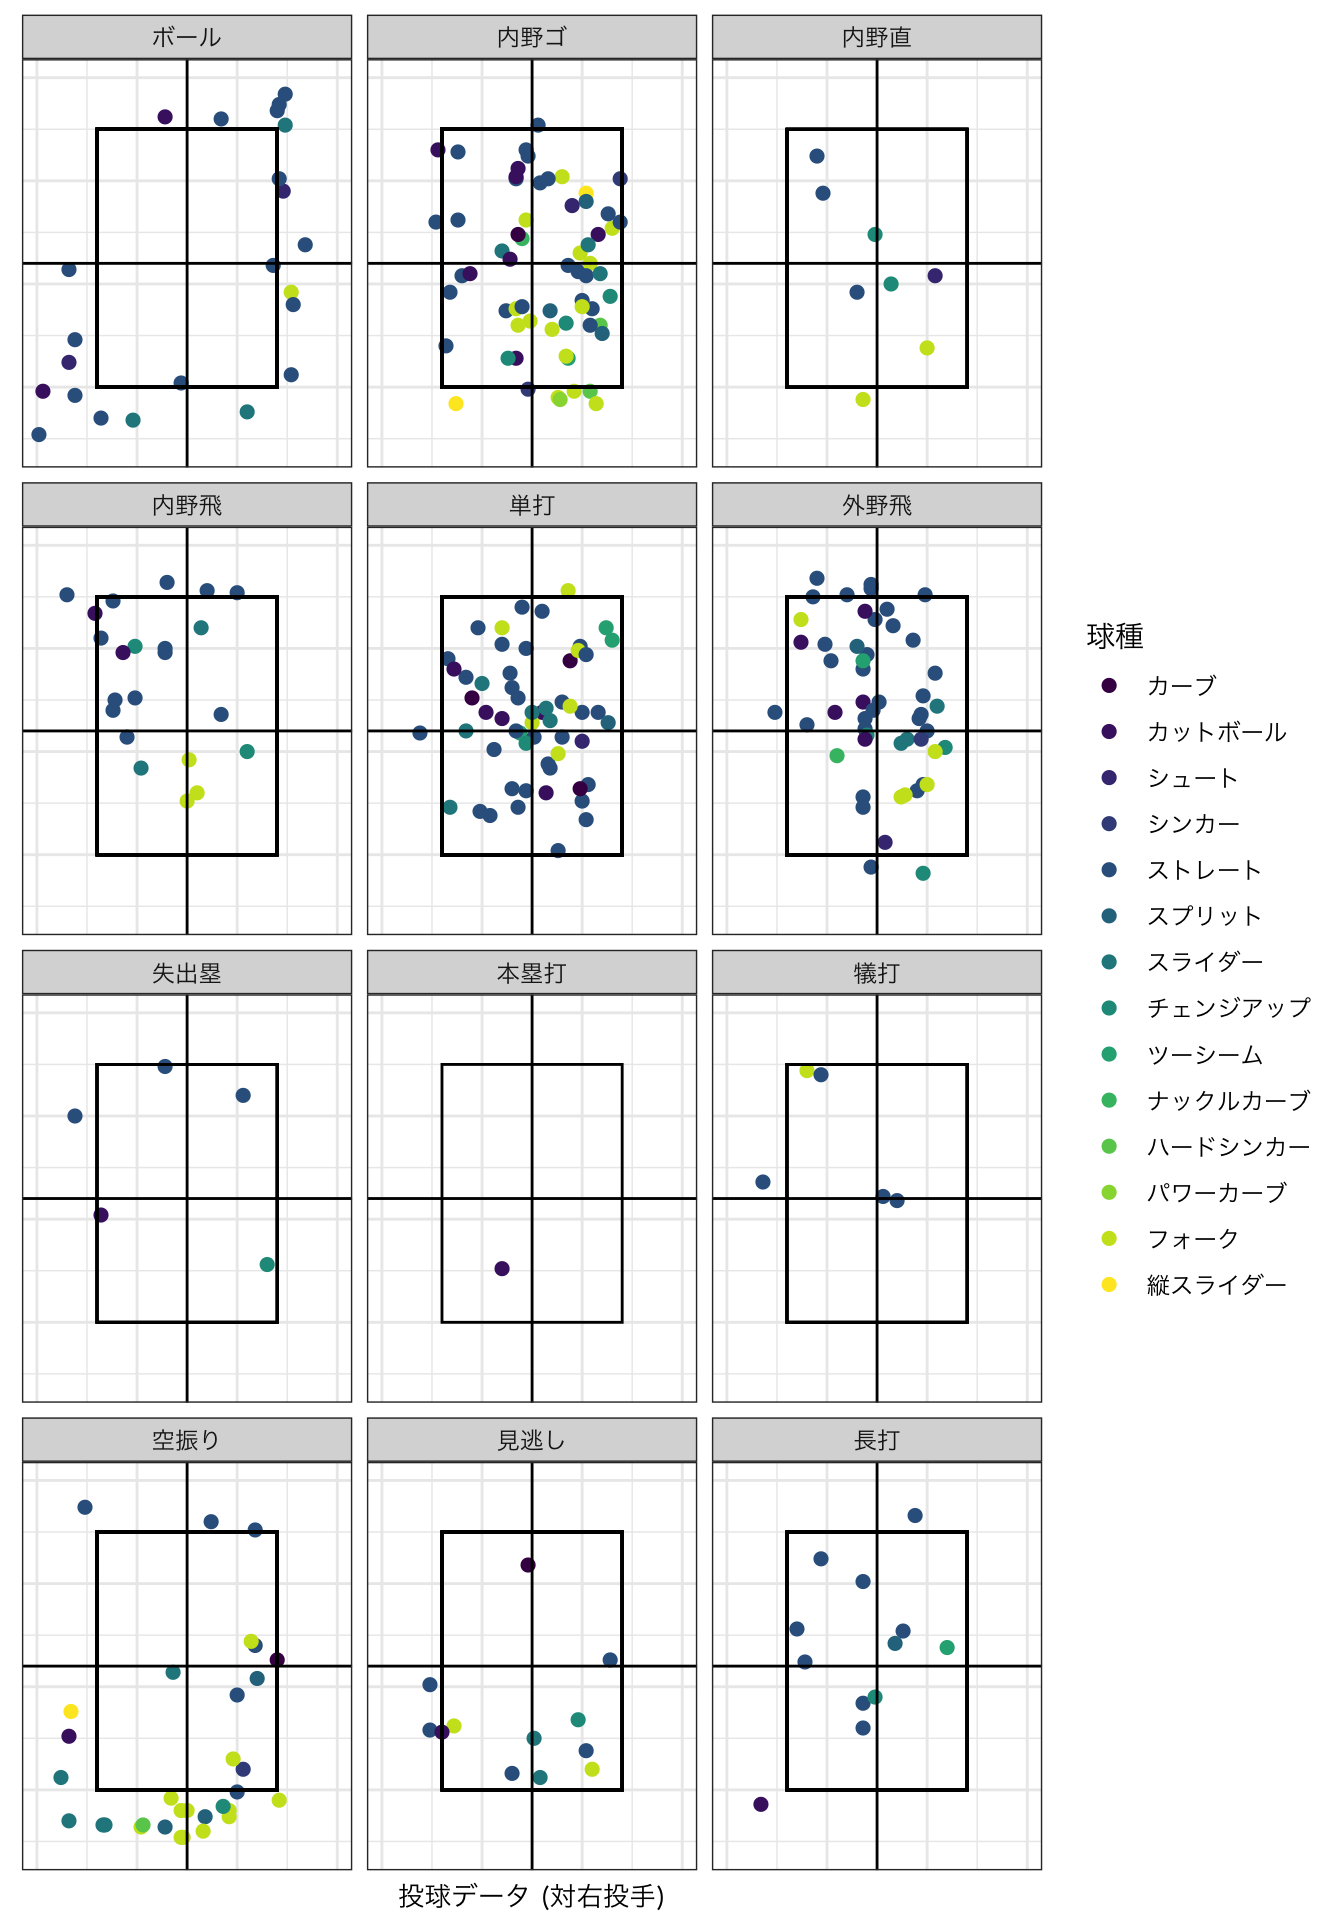 ボール
内野ゴ
内野直
内野飛
単打
外野飛
失出塁
本塁打
犠打
空振り
見逃し
長打
球種
カーブ
カットボール
シュート
シンカー
ストレート
スプリット
スライダー
チェンジアップ
ツーシーム
ナックルカーブ
ハードシンカー
パワーカーブ
フォーク
縦スライダー
投球データ (対右投手)